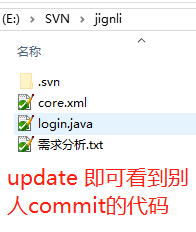 (E:) > SVN > jignli
名称
.svn
core.xml
login.java
需求分析.txt
update 即可看到别
人commit的代码